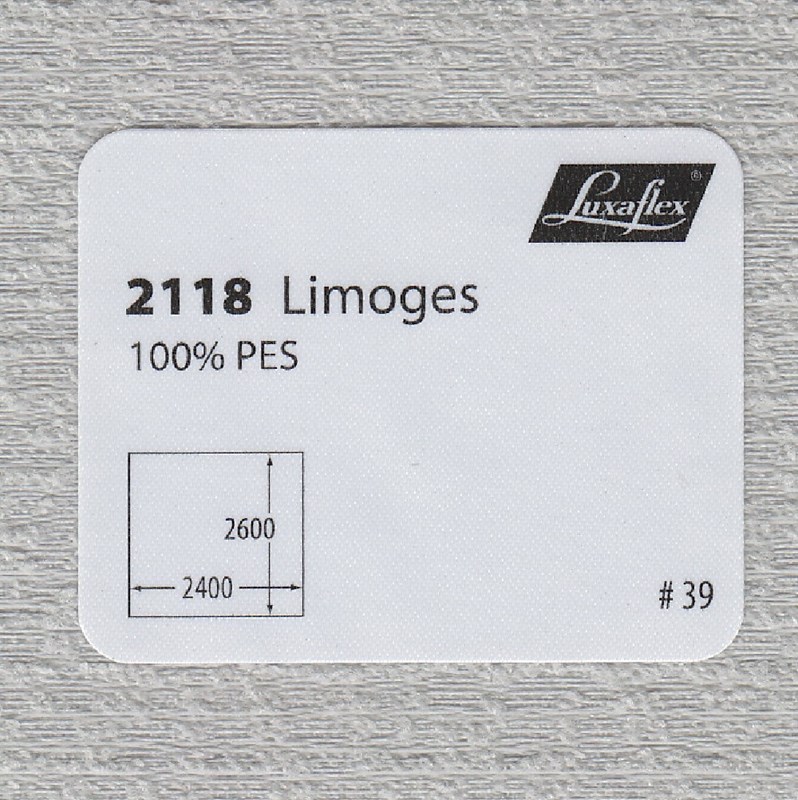 Luxaflex®
2118 Limoges
100% PES
2600
2400
# 39